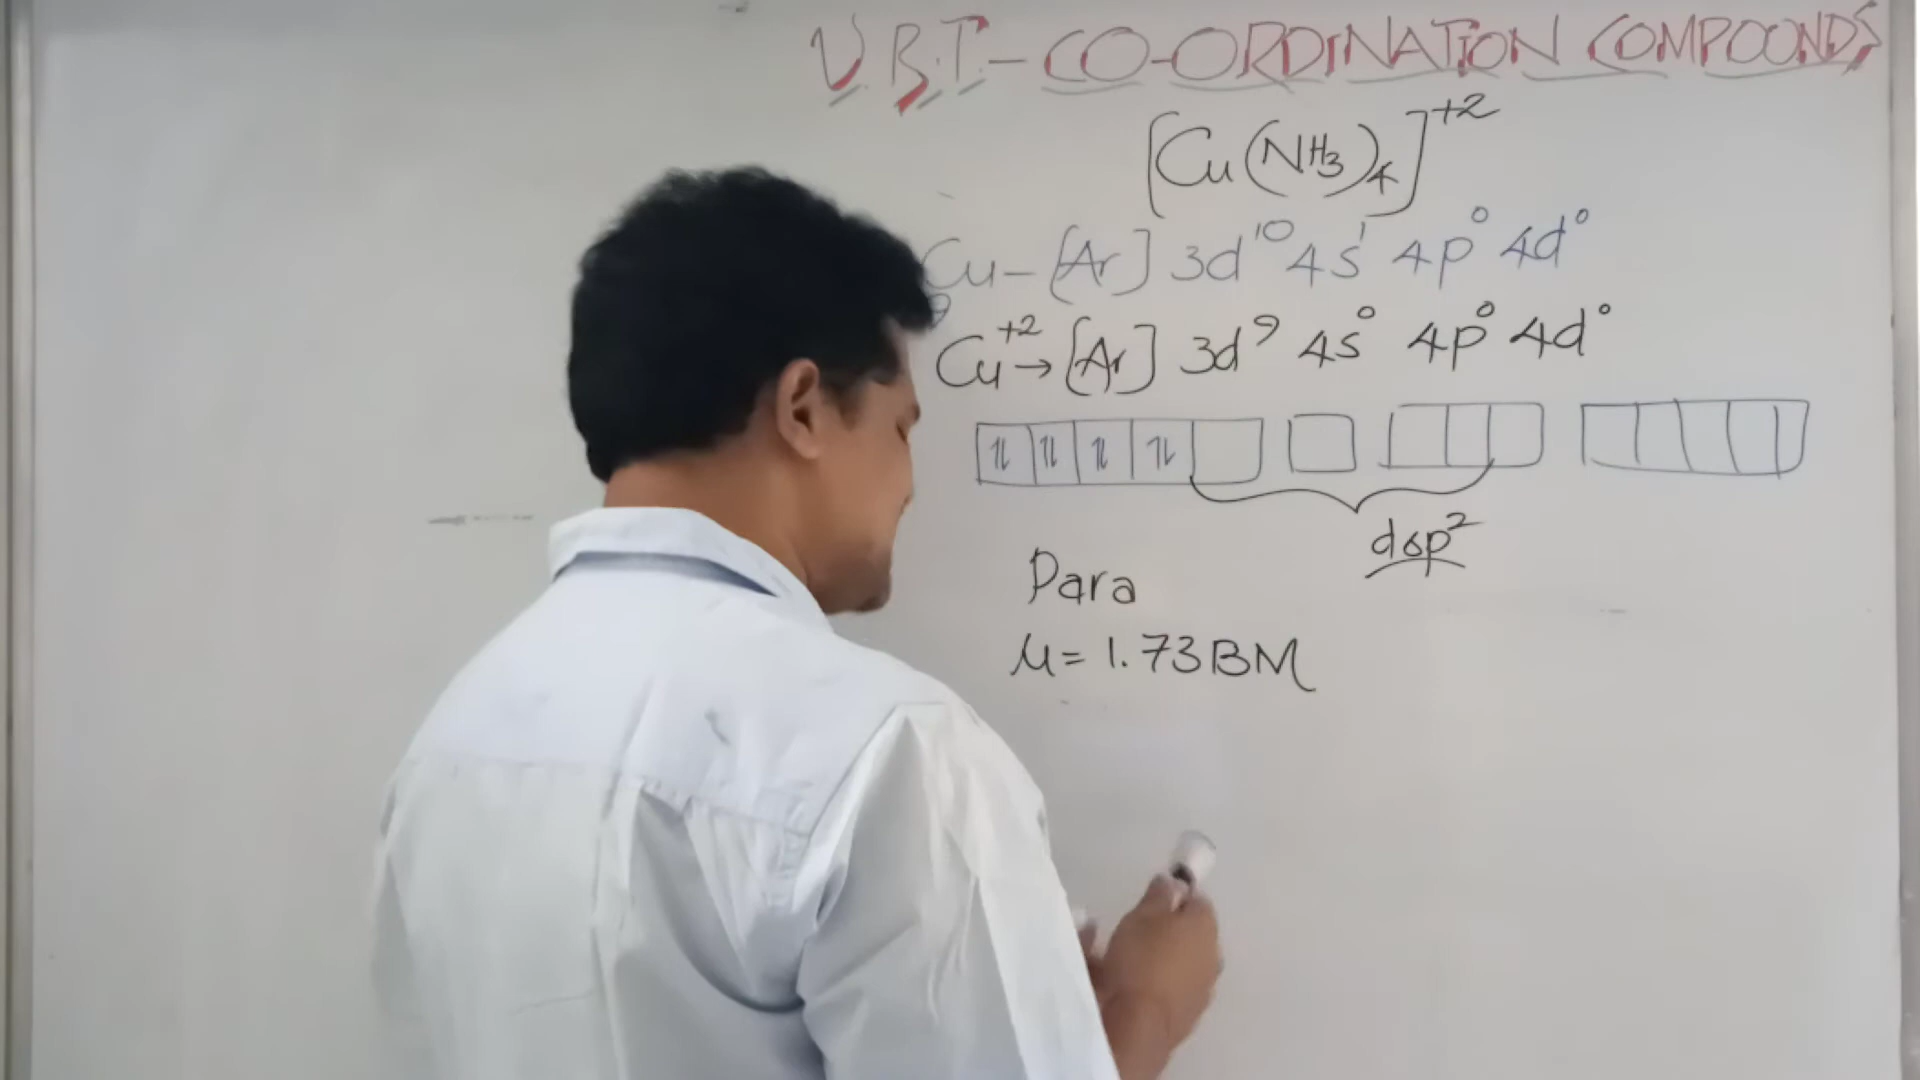 V.B.T.- CO-ORDINATION COMPOUNDS
[Cu(NH3)4]+2
Cu - [Ar] 3d10 4s1 4p0 4d0
Cu+2 → [Ar] 3d9 4s0 4p0 4d0
⇅ ⇅ ⇅ ⇅
dsp2
Para
μ = 1.73 BM